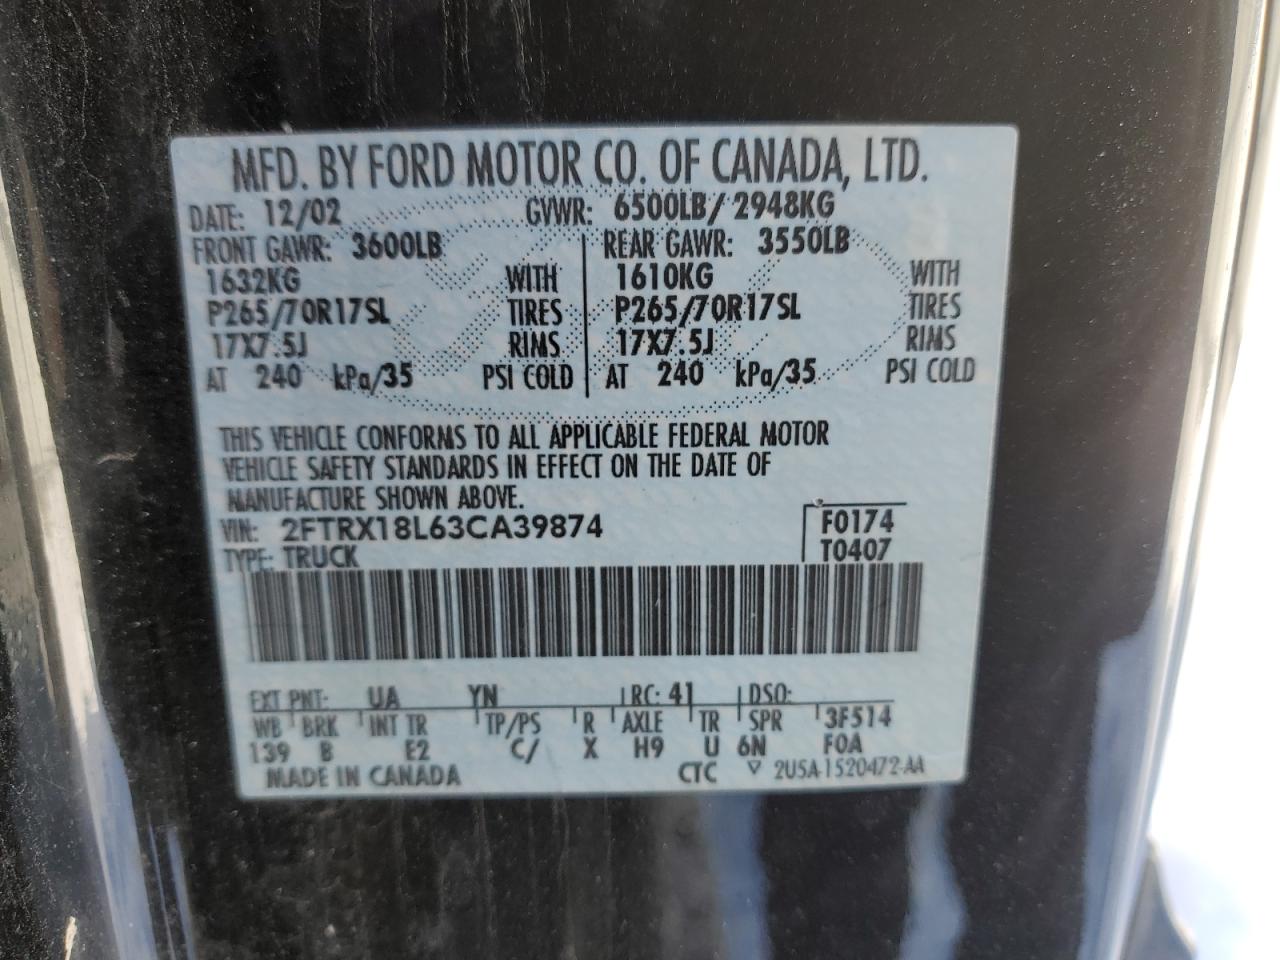 MFD. BY FORD MOTOR CO. OF CANADA, LTD.
DATE: 12/02 GVWR: 6500LB/2948KG
FRONT GAWR: 3600LB REAR GAWR: 3550LB
1632KG WITH 1610KG WITH
P265/70R17SL TIRES P265/70R17SL TIRES
17X7.5J RIMS 17X7.5J RIMS
AT 240 kPa/35 PSI COLD AT 240 kPa/35 PSI COLD
THIS VEHICLE CONFORMS TO ALL APPLICABLE FEDERAL MOTOR
VEHICLE SAFETY STANDARDS IN EFFECT ON THE DATE OF
MANUFACTURE SHOWN ABOVE.
VIN: 2FTRX18L63CA39874 F0174
TYPE: TRUCK T0407
EXT PNT: UA YN RC: 41 DSO:
WB BRK INT TR TP/PS R AXLE TR SPR 3F514
139 B E2 C/ X H9 U 6N FOA
MADE IN CANADA CTC ▽ 2U5A-1520472-AA